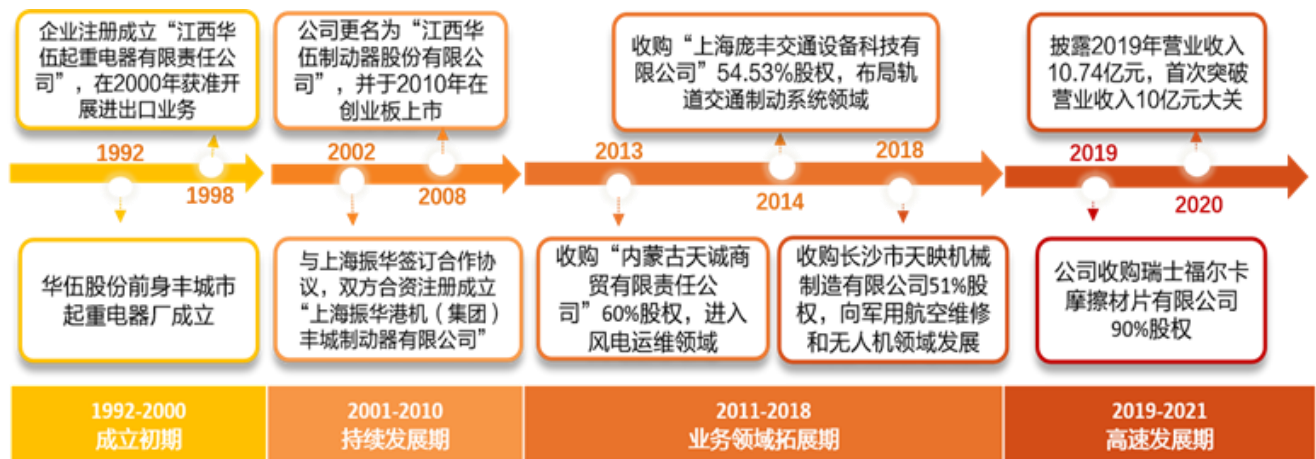 企业注册成立“江西华
伍起重电器有限责任公
司”，在2000年获准开
展进出口业务
公司更名为“江西华
伍制动器股份有限公
司”，并于2010年在
创业板上市
收购“上海庞丰交通设备科技有
限公司”54.53%股权，布局轨
道交通制动系统领域
披露2019年营业收入
10.74亿元，首次突破
营业收入10亿元大关
1992
1998
2002
2008
2013
2014
2018
2019
2020
华伍股份前身丰城市
起重电器厂成立
与上海振华签订合作协
议，双方合资注册成立
“上海振华港机（集团）
丰城制动器有限公司”
收购“内蒙古天诚商
贸有限责任公
司”60%股权，进入
风电运维领域
收购长沙市天映机械
制造有限公司51%股
权，向军用航空维修
和无人机领域发展
公司收购瑞士福尔卡
摩擦材片有限公司
90%股权
1992-2000
成立初期
2001-2010
持续发展期
2011-2018
业务领域拓展期
2019-2021
高速发展期